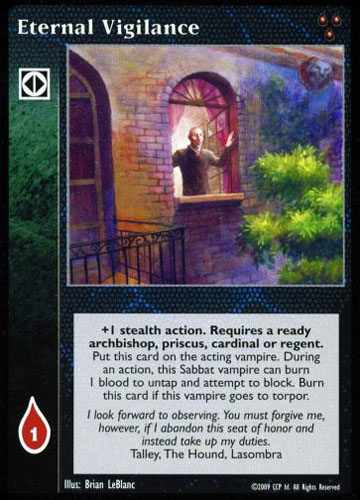 Eternal Vigilance
+1 stealth action. Requires a ready
archbishop, priscus, cardinal or regent.
Put this card on the acting vampire. During
an action, this Sabbat vampire can burn
1 blood to untap and attempt to block. Burn
this card if this vampire goes to torpor.
I look forward to observing. You must forgive me,
however, if I abandon this seat of honor and
instead take up my duties.
Talley, The Hound, Lasombra
1
Illus: Brian LeBlanc
©2009 CCP hf. All Rights Reserved